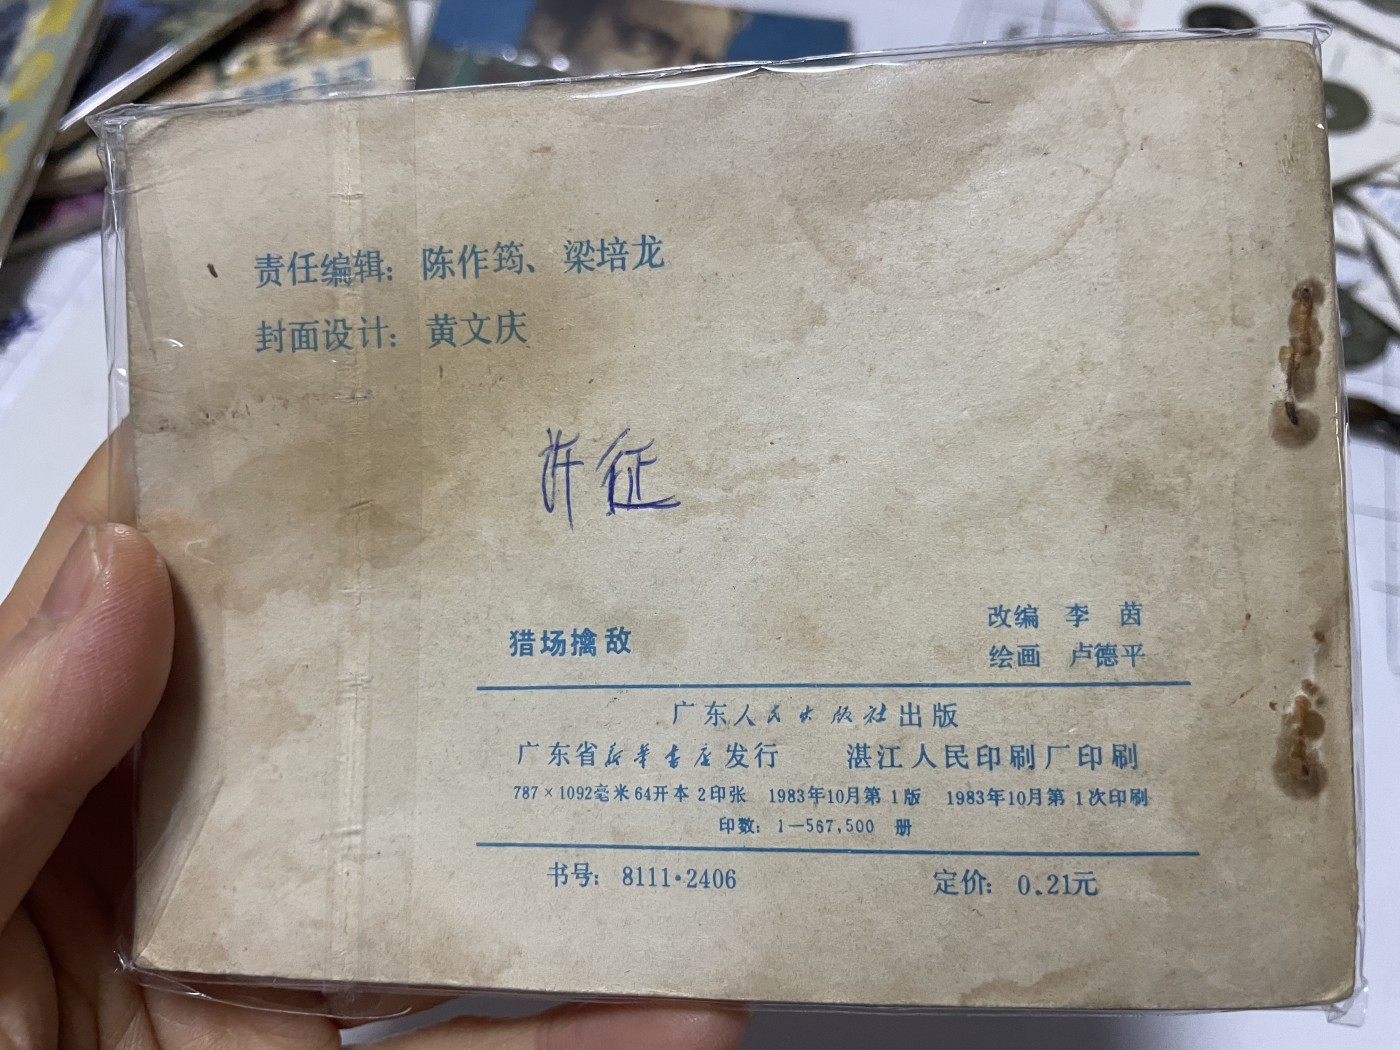 责任编辑：陈作筠、梁培龙
封面设计：黄文庆
许征
猎场擒敌
改编 李茵
绘画 卢德平
广东人民出版社出版
广东省新华书店发行 湛江人民印刷厂印刷
787×1092毫米 64开本 2印张 1983年10月第1版 1983年10月第1次印刷
印数：1—567,500 册
书号：8111·2406 定价：0.21元